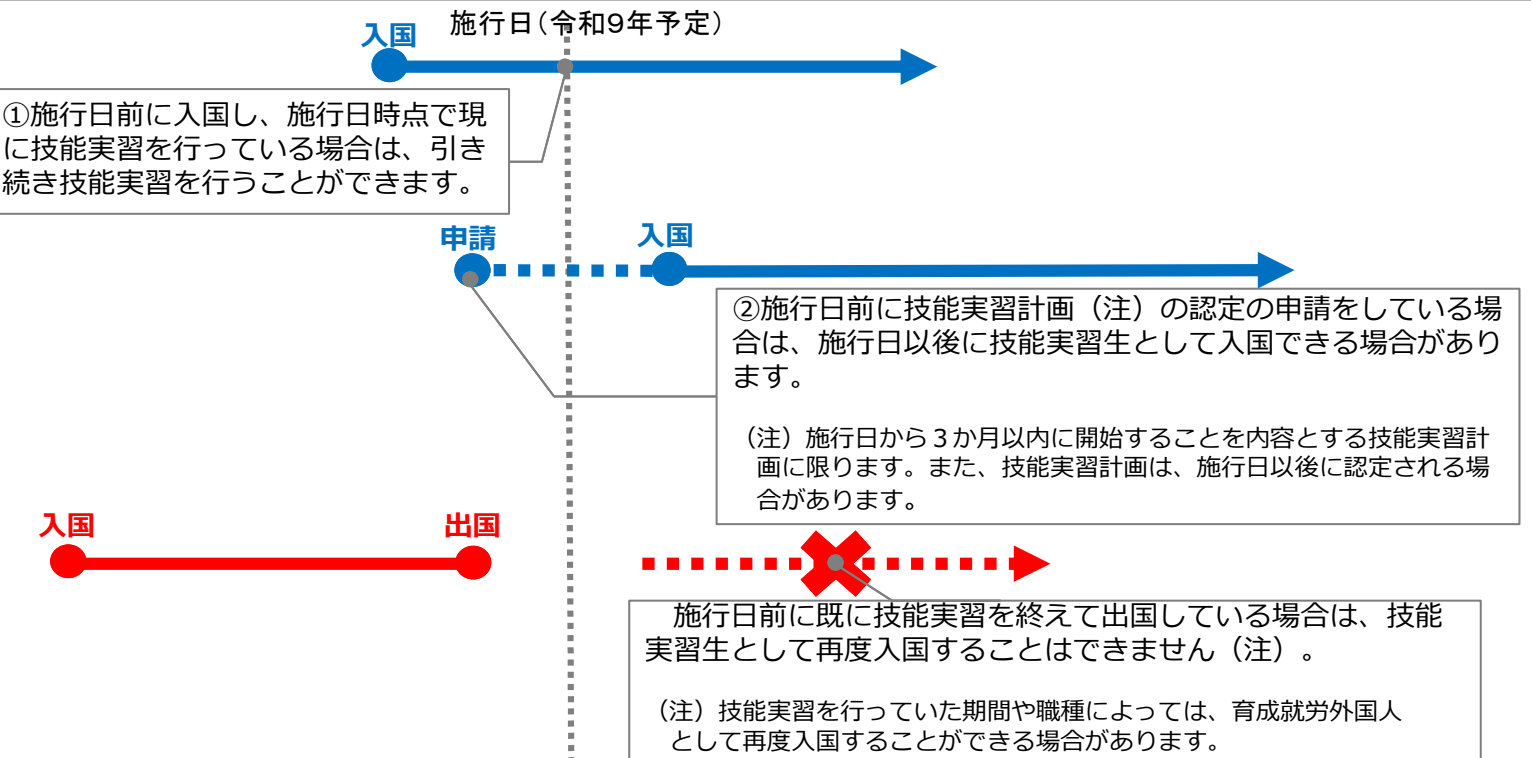 施行日（令和9年予定）
入国
①施行日前に入国し、施行日時点で現
に技能実習を行っている場合は、引き
続き技能実習を行うことができます。
申請
入国
②施行日前に技能実習計画（注）の認定の申請をしている場
合は、施行日以後に技能実習生として入国できる場合があり
ます。
（注）施行日から３か月以内に開始することを内容とする技能実習計
画に限ります。また、技能実習計画は、施行日以後に認定される場
合があります。
入国
出国
施行日前に既に技能実習を終えて出国している場合は、技能
実習生として再度入国することはできません（注）。
（注）技能実習を行っていた期間や職種によっては、育成就労外国人
として再度入国することができる場合があります。